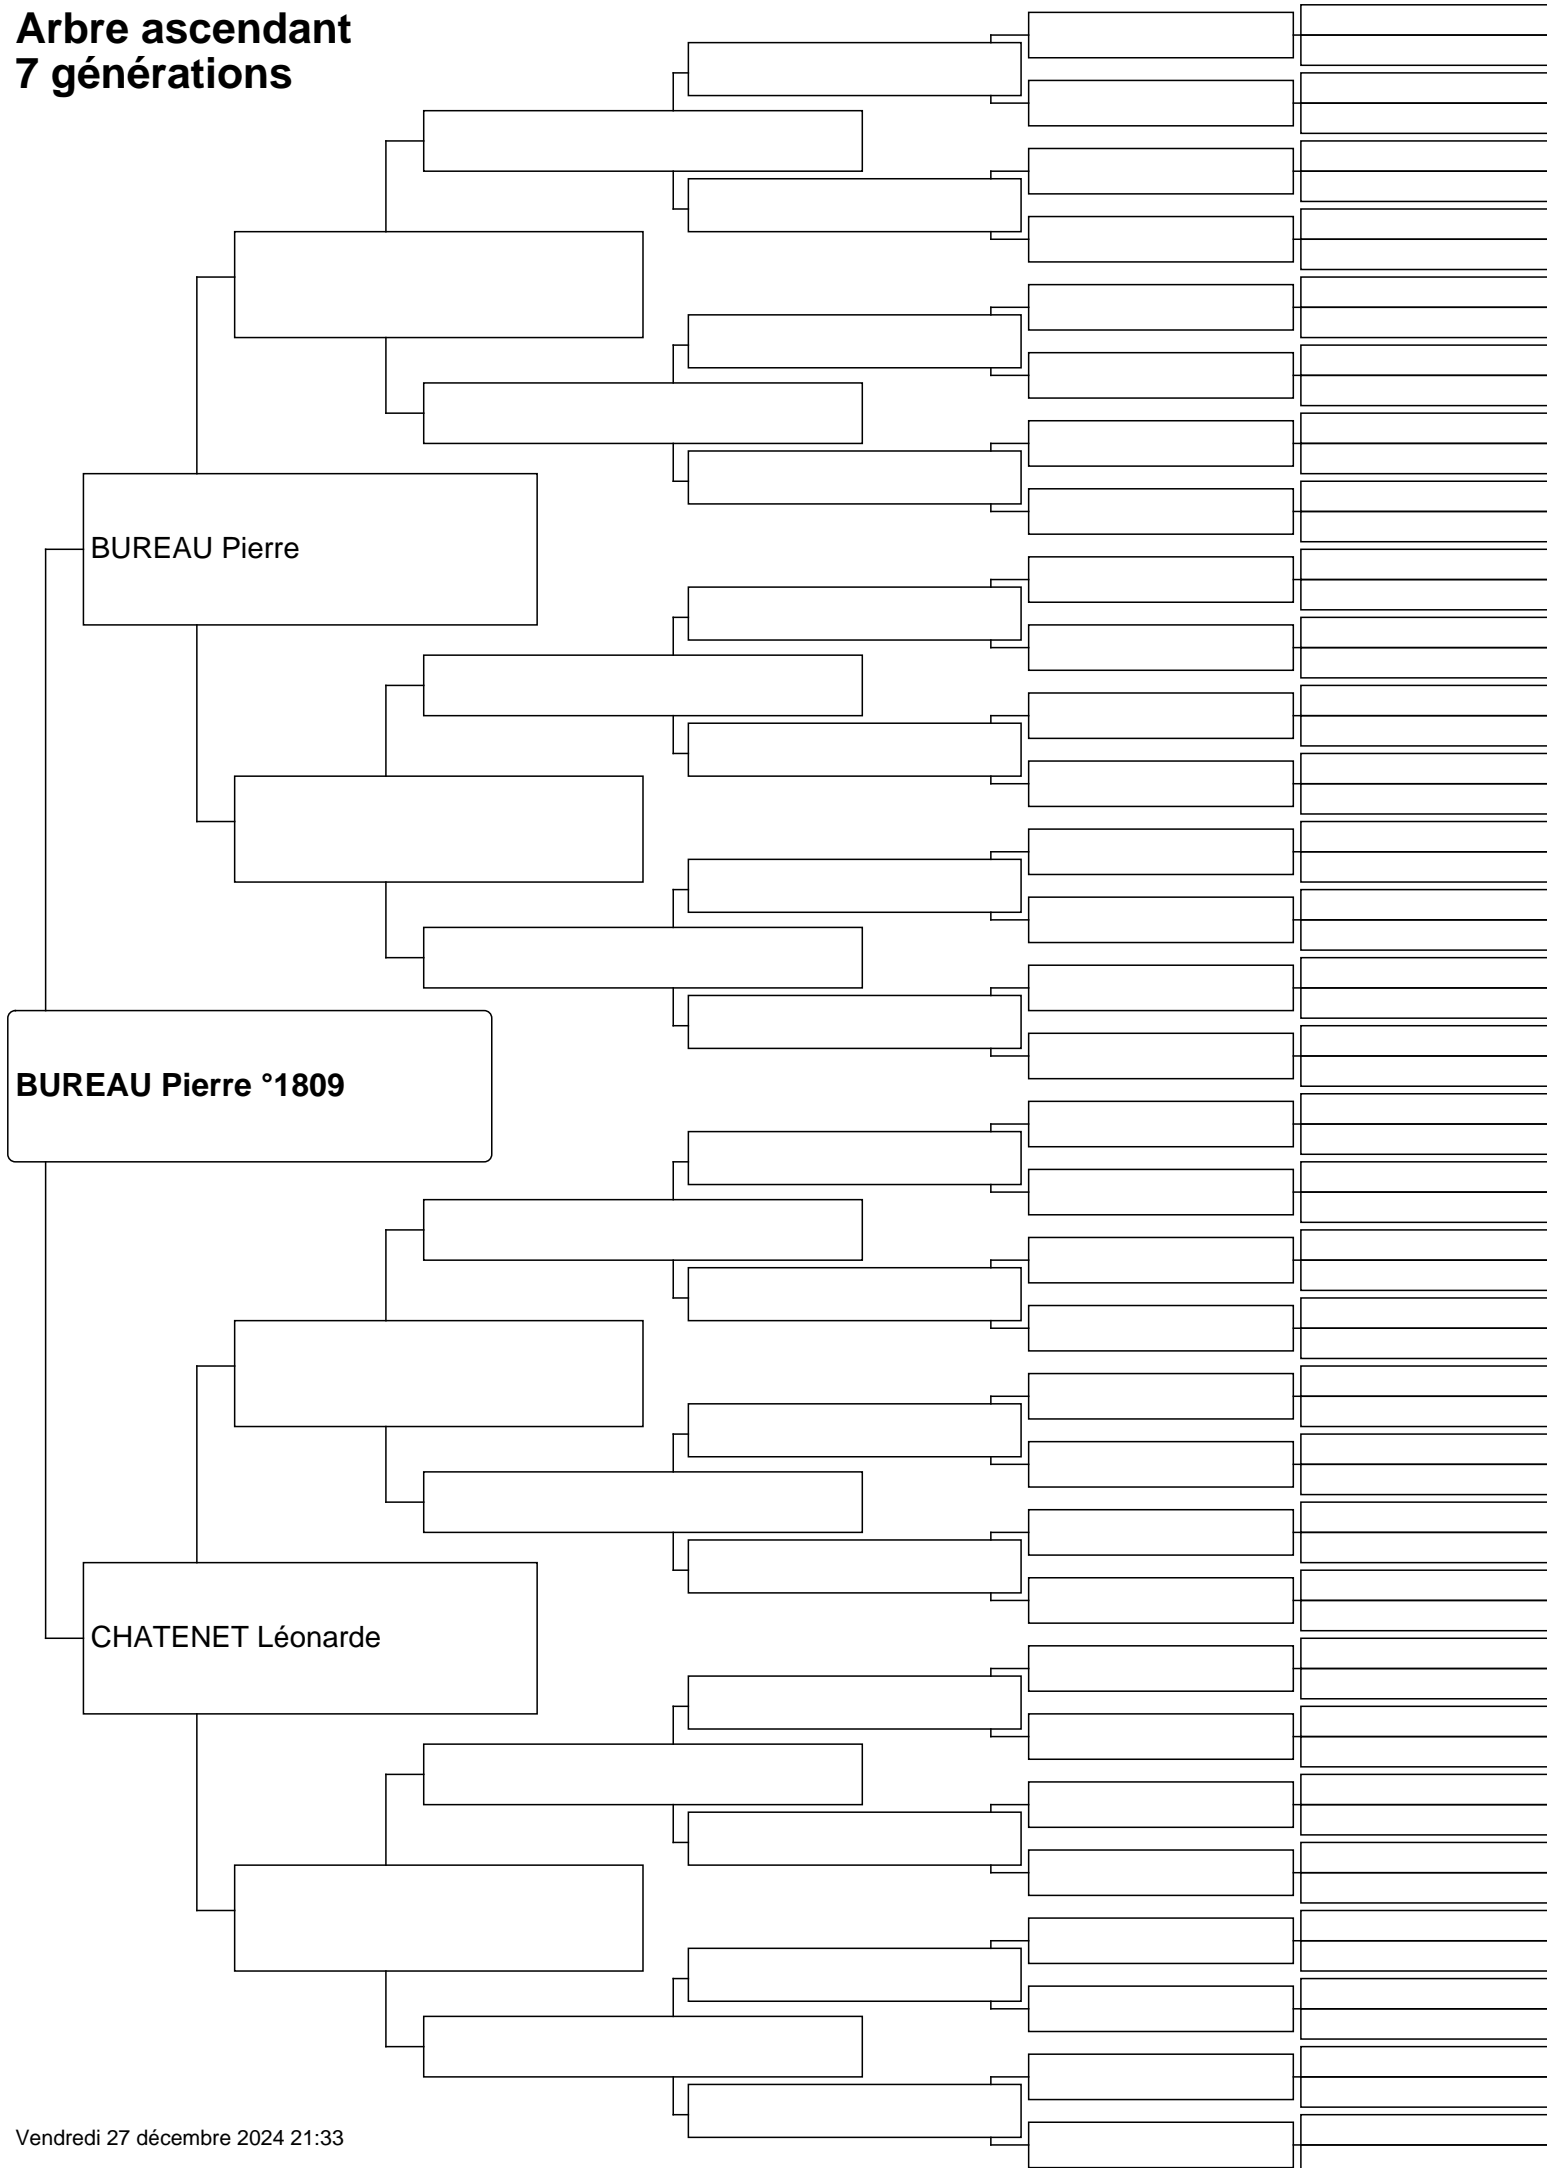 Arbre ascendant
7 générations
BUREAU Pierre
BUREAU Pierre °1809
CHATENET Léonarde
Vendredi 27 décembre 2024 21:33